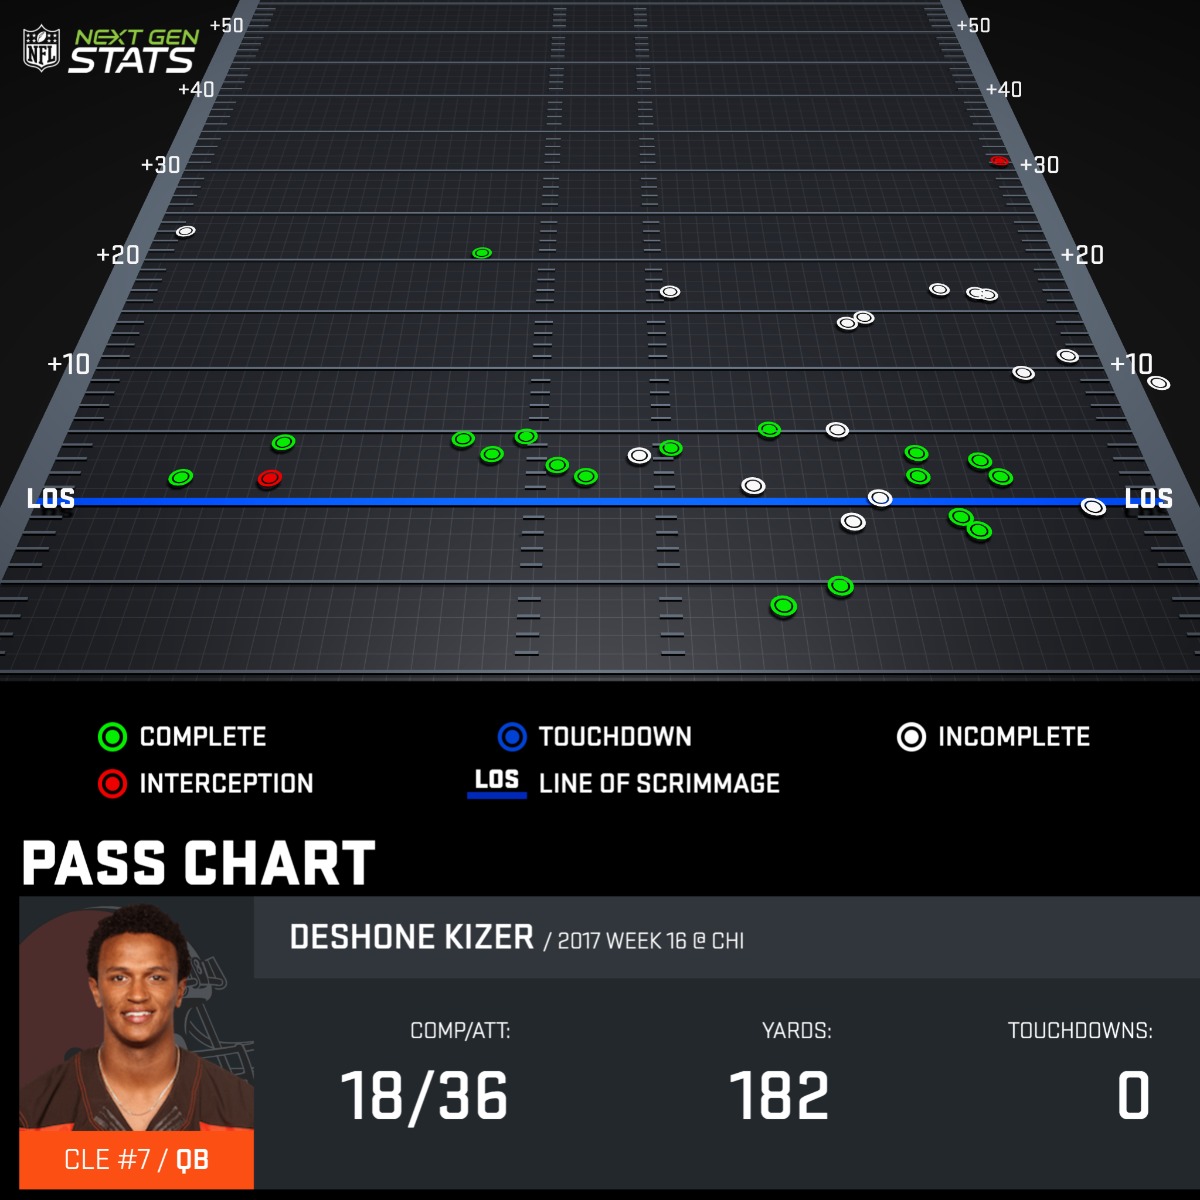 NFL NEXT GEN STATS
+50 +50
+40 +40
+30 +30
+20 +20
+10 +10
LOS LOS
COMPLETE TOUCHDOWN INCOMPLETE
INTERCEPTION LOS LINE OF SCRIMMAGE
PASS CHART
DESHONE KIZER / 2017 WEEK 16 @ CHI
COMP/ATT: YARDS: TOUCHDOWNS:
18/36 182 0
CLE #7 / QB